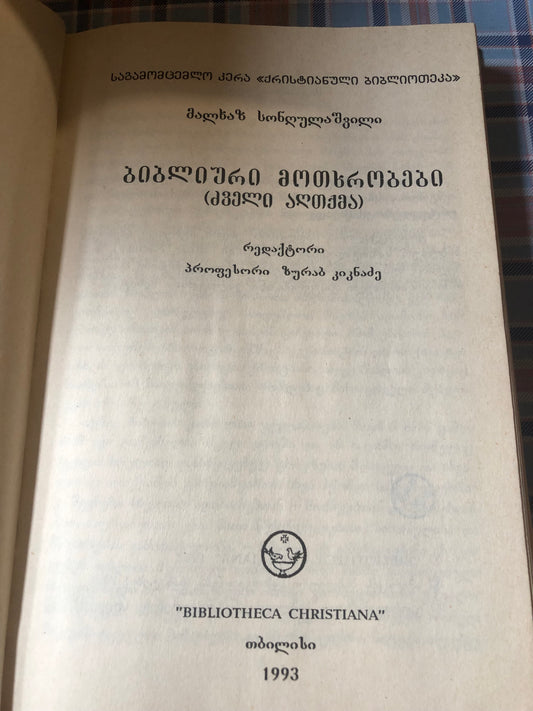 საგამომცემლო კერა «ქრისტიანული ბიბლიოთეკა»
მალხაზ სონღულაშვილი
ბიბლიური მოთხრობები
(ძველი აღთქმა)
რედაქტორი
პროფესორი ზურაბ კიკნაძე
"BIBLIOTHECA CHRISTIANA"
თბილისი
1993